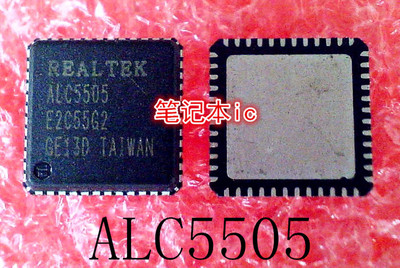 REALTEK
ALC5505
E2C55G2
GE13D TAIWAN
笔记本ic
ALC5505